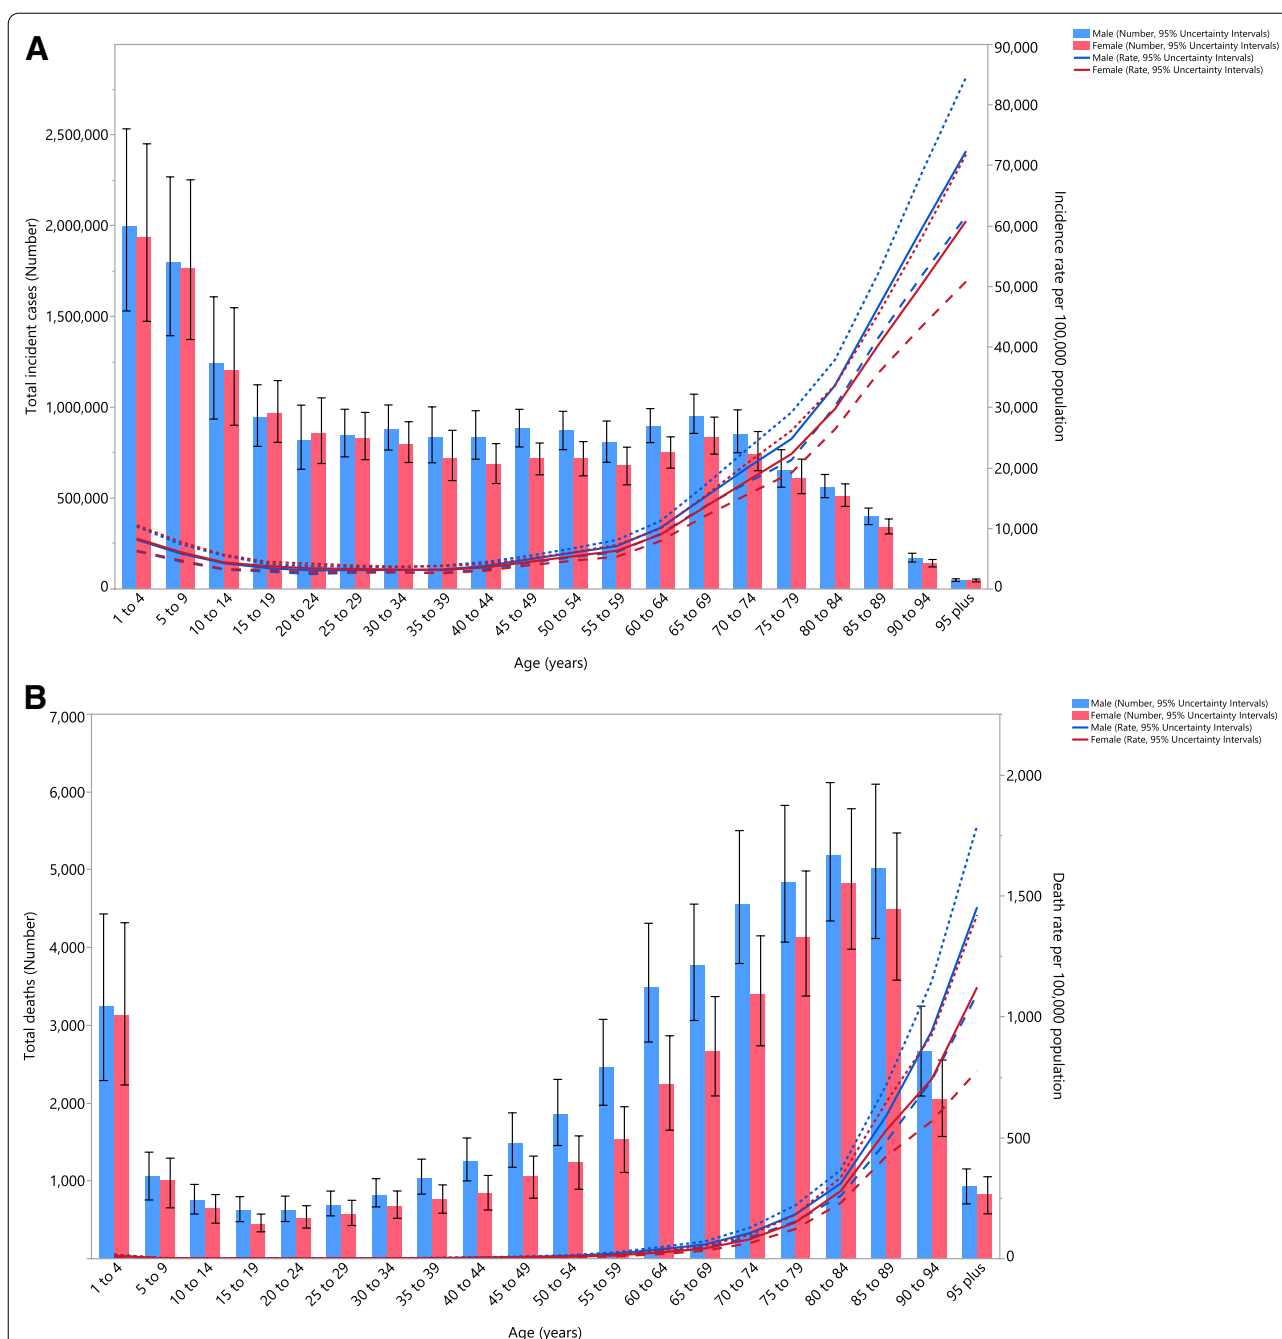 A
Male (Number, 95% Uncertainty Intervals)
Female (Number, 95% Uncertainty Intervals)
Male (Rate, 95% Uncertainty Intervals)
Female (Rate, 95% Uncertainty Intervals)
Total incident cases (Number)
2,500,000
2,000,000
1,500,000
1,000,000
500,000
0
90,000
80,000
70,000
60,000
50,000
40,000
30,000
20,000
10,000
0
Incidence rate per 100,000 population
1 to 4
5 to 9
10 to 14
15 to 19
20 to 24
25 to 29
30 to 34
35 to 39
40 to 44
45 to 49
50 to 54
55 to 59
60 to 64
65 to 69
70 to 74
75 to 79
80 to 84
85 to 89
90 to 94
95 plus
Age (years)
B
Male (Number, 95% Uncertainty Intervals)
Female (Number, 95% Uncertainty Intervals)
Male (Rate, 95% Uncertainty Intervals)
Female (Rate, 95% Uncertainty Intervals)
Total deaths (Number)
7,000
6,000
5,000
4,000
3,000
2,000
1,000
2,000
1,500
1,000
500
0
Death rate per 100,000 population
1 to 4
5 to 9
10 to 14
15 to 19
20 to 24
25 to 29
30 to 34
35 to 39
40 to 44
45 to 49
50 to 54
55 to 59
60 to 64
65 to 69
70 to 74
75 to 79
80 to 84
85 to 89
90 to 94
95 plus
Age (years)